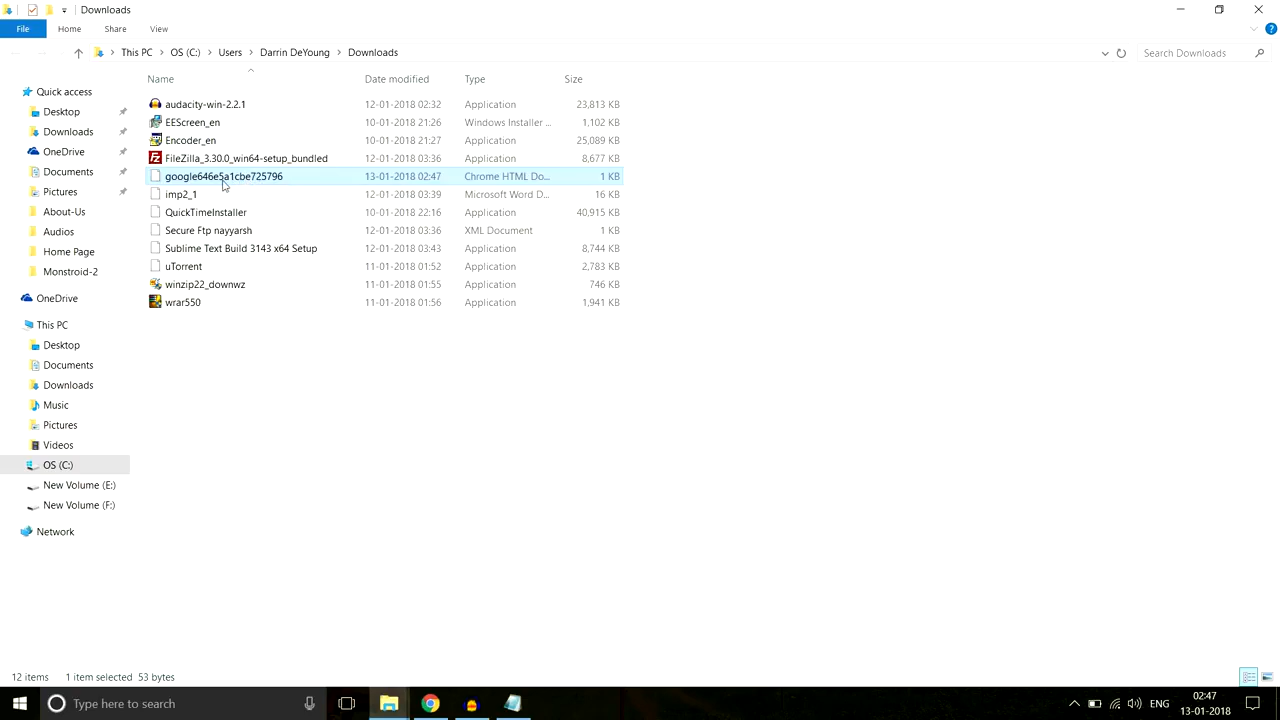 Downloads
File Home Share View
This PC OS (C:) Users Darrin DeYoung Downloads Search Downloads
Name Date modified Type Size
Quick access
Desktop
Downloads
OneDrive
Documents
Pictures
About-Us
Audios
Home Page
Monstroid-2
OneDrive
This PC
Desktop
Documents
Downloads
Music
Pictures
Videos
OS (C:)
New Volume (E:)
New Volume (F:)
Network
audacity-win-2.2.1 12-01-2018 02:32 Application 23,813 KB
EEScreen_en 10-01-2018 21:26 Windows Installer ... 1,102 KB
Encoder_en 10-01-2018 21:27 Application 25,089 KB
FileZilla_3.30.0_win64-setup_bundled 12-01-2018 03:36 Application 8,677 KB
google646e5a1cbe725796 13-01-2018 02:47 Chrome HTML Do... 1 KB
imp2_1 12-01-2018 03:39 Microsoft Word D... 16 KB
QuickTimeInstaller 10-01-2018 22:16 Application 40,915 KB
Secure Ftp nayyarsh 12-01-2018 03:36 XML Document 1 KB
Sublime Text Build 3143 x64 Setup 12-01-2018 03:43 Application 8,744 KB
uTorrent 11-01-2018 01:52 Application 2,783 KB
winzip22_downwz 11-01-2018 01:55 Application 746 KB
wrar550 11-01-2018 01:56 Application 1,941 KB
12 items 1 item selected 53 bytes
Type here to search
ENG
02:47
13-01-2018